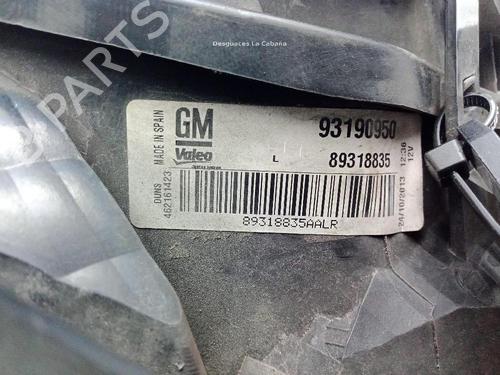 Desguaces La Cabaña
B-PARTS
MADE IN SPAIN
GM
93190950
Valeo
L
89318835
DUNS
462161423
89318835AALR
24/10/2013 12:36
12V